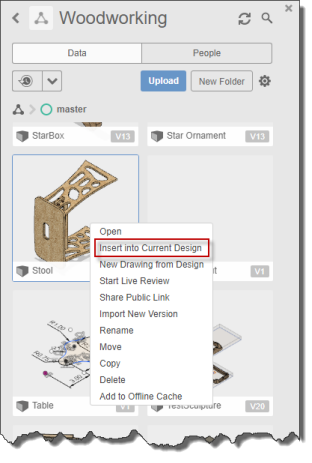 Woodworking
Data People
Upload New Folder
master
StarBox V13 Star Ornament V13
Open
Insert into Current Design
Stool New Drawing from Design V1
Start Live Review
Share Public Link
Import New Version
Rename
Move
Copy
Delete
Table V1 TestSculpture V20
Add to Offline Cache